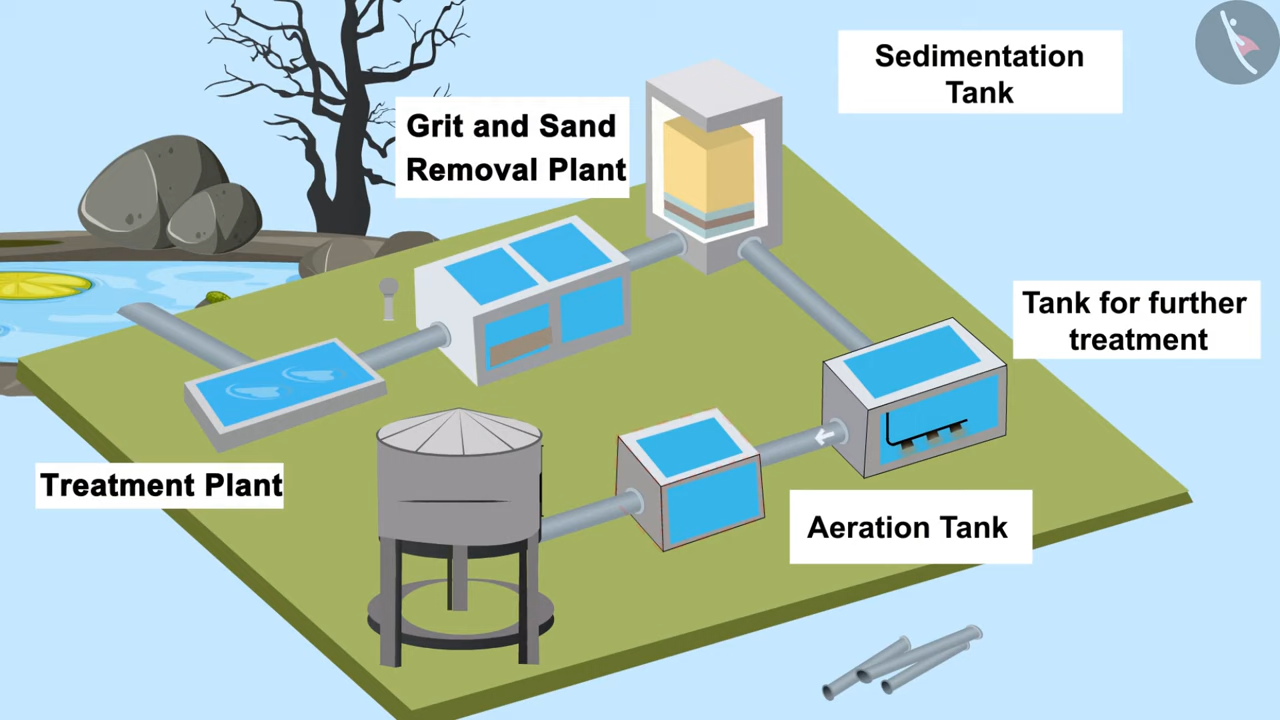 Sedimentation
Tank
Grit and Sand
Removal Plant
Tank for further
treatment
Treatment Plant
Aeration Tank